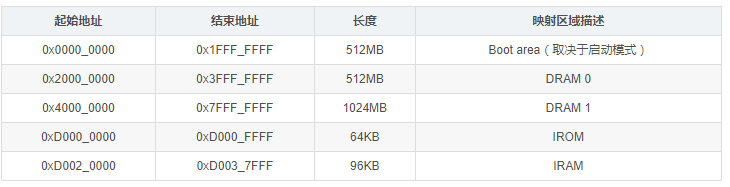 起始地址 结束地址 长度 映射区域描述
0x0000_0000 0x1FFF_FFFF 512MB Boot area（取决于启动模式）
0x2000_0000 0x3FFF_FFFF 512MB DRAM 0
0x4000_0000 0x7FFF_FFFF 1024MB DRAM 1
0xD000_0000 0xD000_FFFF 64KB IROM
0xD002_0000 0xD003_7FFF 96KB IRAM